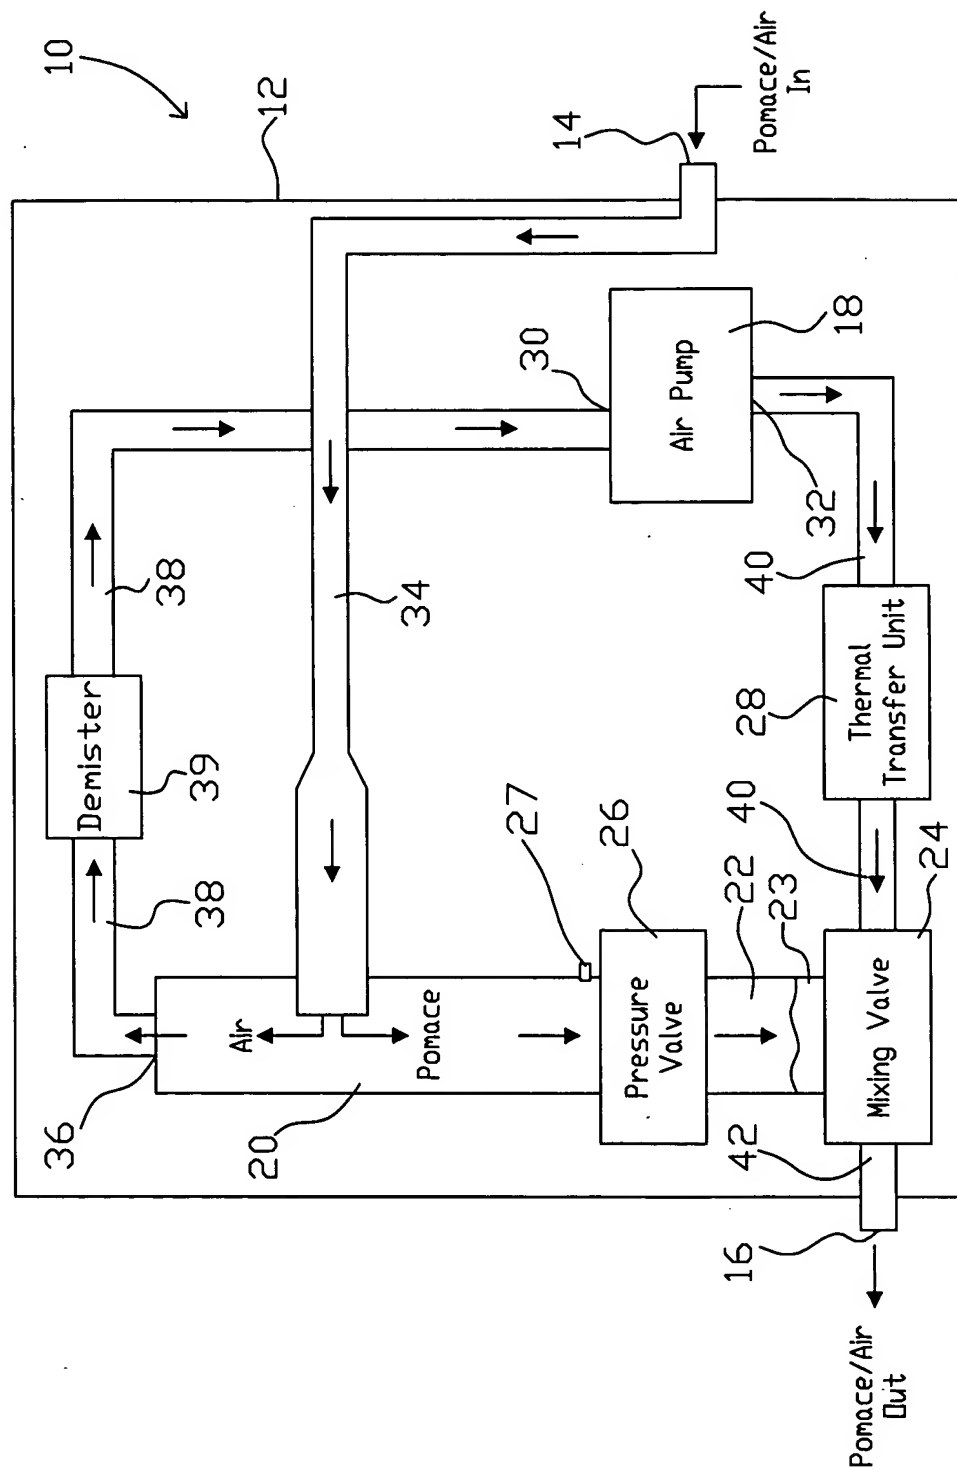 10
Demister
38
36
38
39
Air
20
12
34
Pomace
27
30
14
26
Pressure
Valve
Air Pump
16
22
40
28
40
Pomace/Air
In
42
23
32
18
Pomace/Air
Out
Thermal
Transfer Unit
Mixing Valve
24